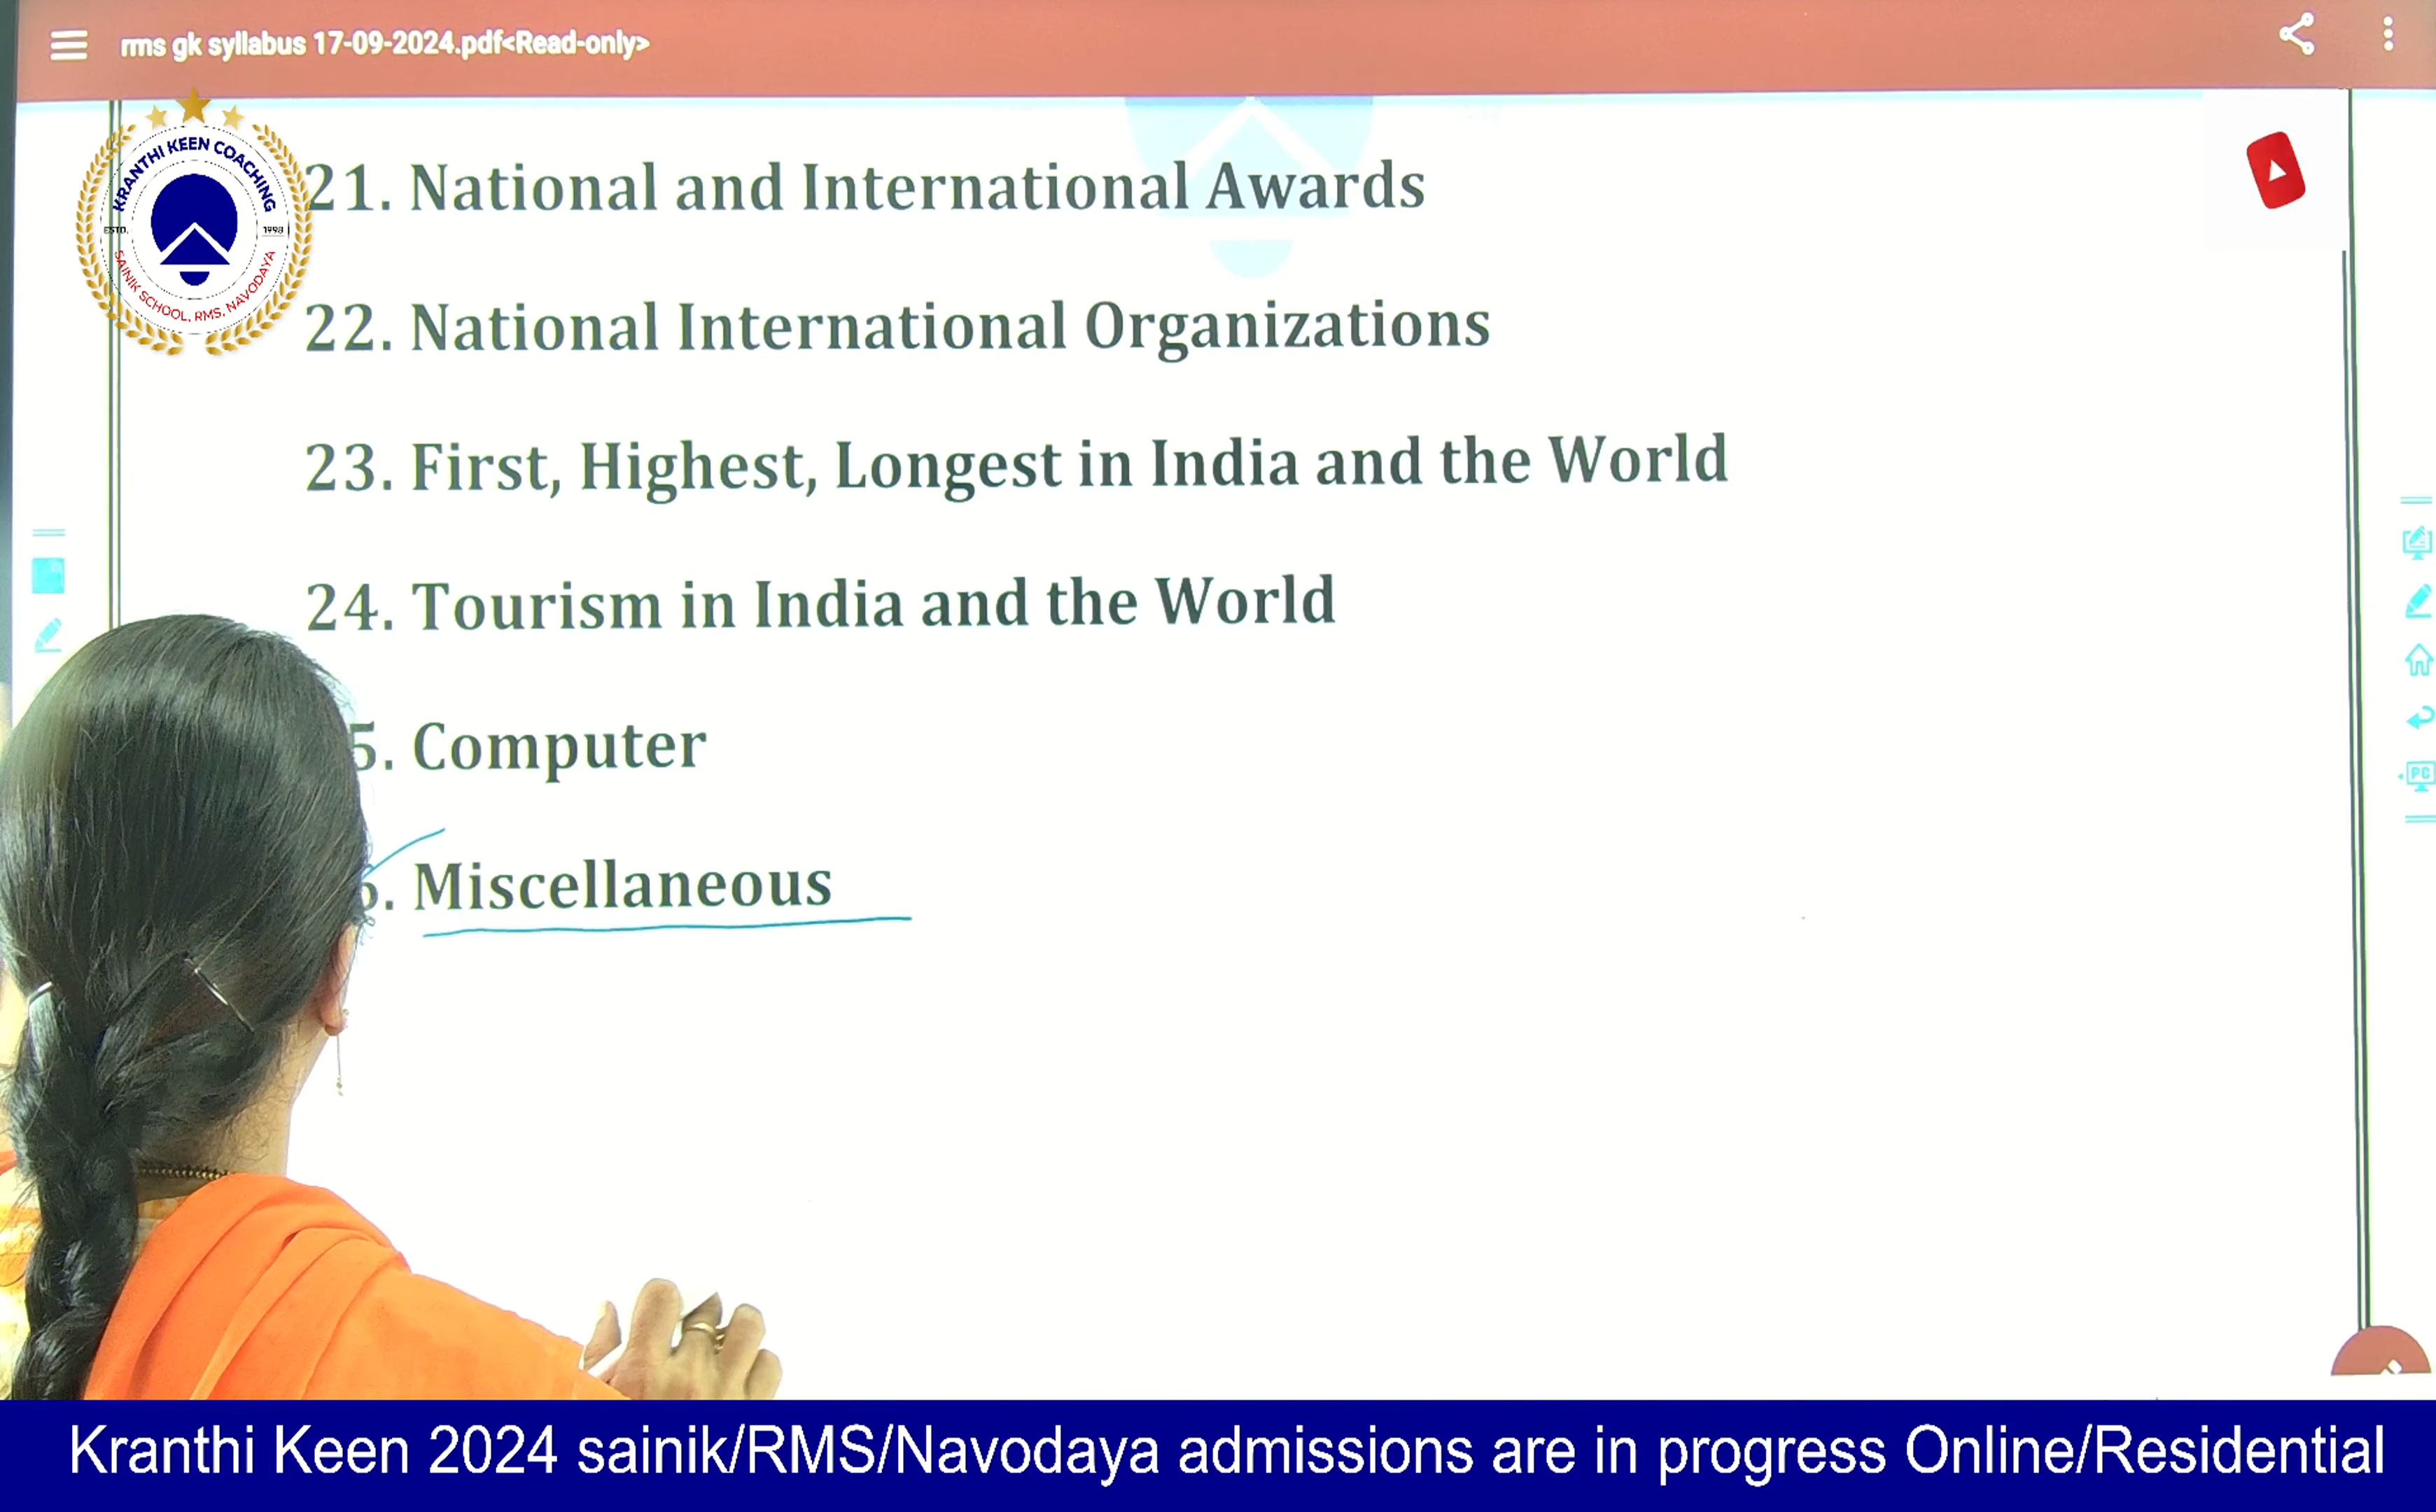 rms gk syllabus 17-09-2024.pdf<Read-only>
KRANTHI KEEN COACHING
ESTD. 1998
SAINIK SCHOOL, RMS, NAVODAYA
21. National and International Awards
22. National International Organizations
23. First, Highest, Longest in India and the World
24. Tourism in India and the World
5. Computer
6. Miscellaneous
PC
Kranthi Keen 2024 sainik/RMS/Navodaya admissions are in progress Online/Residential